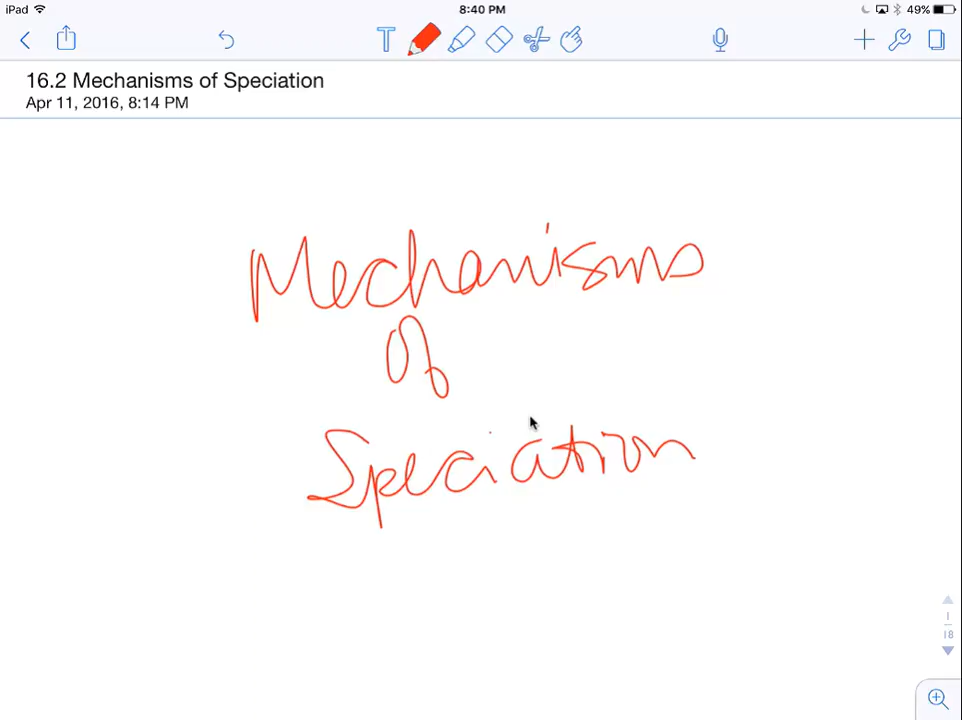 iPad 8:40 PM 49%
T
16.2 Mechanisms of Speciation
Apr 11, 2016, 8:14 PM
Mechanisms
of
Speciation
1
18